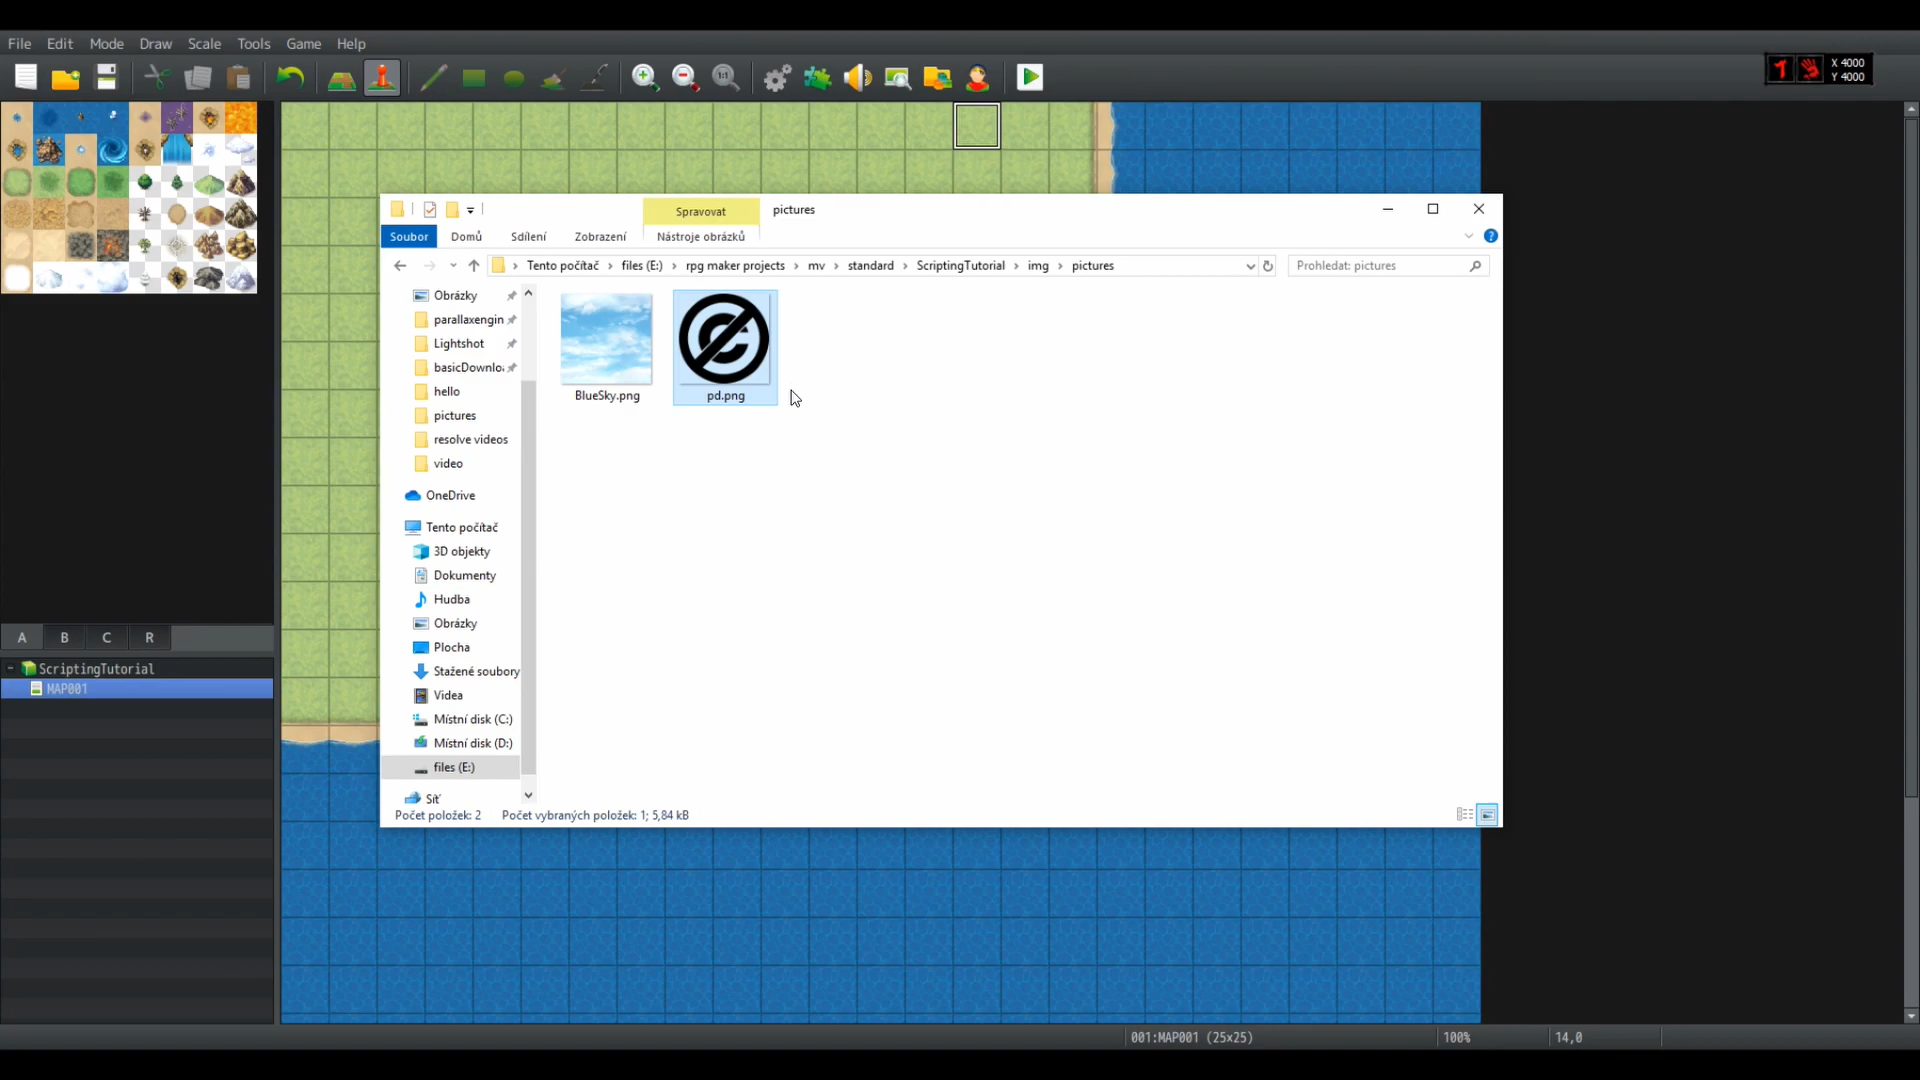 File Edit Mode Draw Scale Tools Game Help
1:1
X 4000
Y 4000
Spravovat pictures
Soubor Domů Sdílení Zobrazení Nástroje obrázků
Tento počítač files (E:) rpg maker projects mv standard ScriptingTutorial img pictures Prohledat: pictures
Obrázky
parallaxengin
Lightshot
basicDownlo
hello
pictures
resolve videos
video
OneDrive
Tento počítač
3D objekty
Dokumenty
Hudba
Obrázky
Plocha
Stažené soubory
Videa
Místní disk (C:)
Místní disk (D:)
files (E:)
Síť
BlueSky.png pd.png
Počet položek: 2 Počet vybraných položek: 1; 5,84 kB
A B C R
ScriptingTutorial
MAP001
001:MAP001 (25x25) 100% 14,0